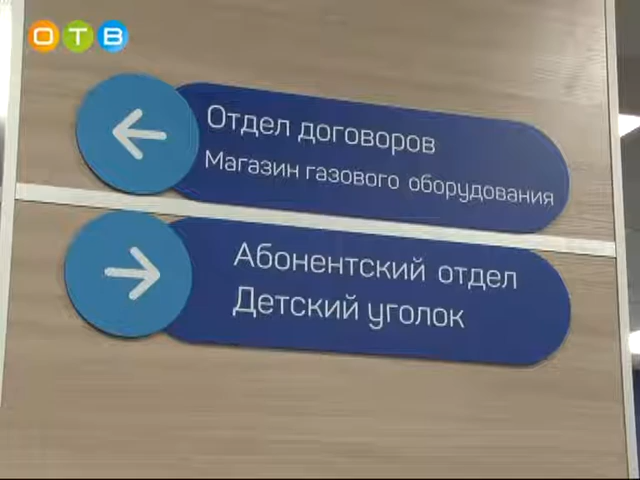 ОТВ
Отдел договоров
Магазин газового оборудования
Абонентский отдел
Детский уголок